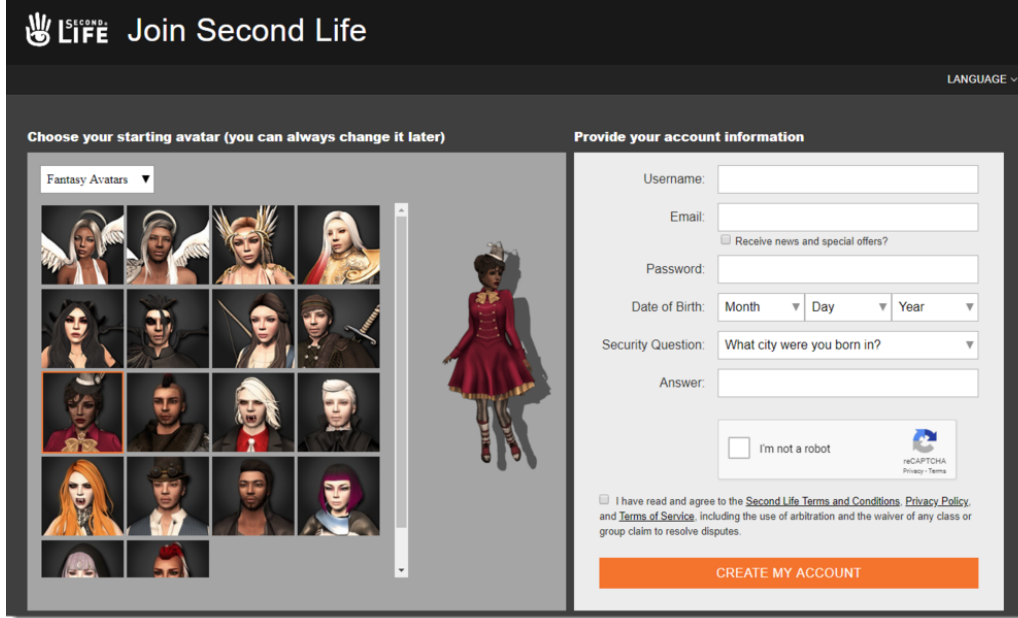 SECOND LIFE Join Second Life
LANGUAGE
Choose your starting avatar (you can always change it later)
Fantasy Avatars
Provide your account information
Username:
Email:
Receive news and special offers?
Password:
Date of Birth: Month Day Year
Security Question: What city were you born in?
Answer:
I'm not a robot
reCAPTCHA
Privacy - Terms
I have read and agree to the Second Life Terms and Conditions, Privacy Policy,
and Terms of Service, including the use of arbitration and the waiver of any class or
group claim to resolve disputes.
CREATE MY ACCOUNT